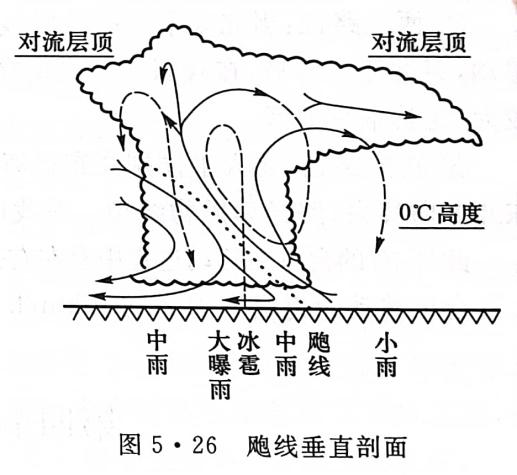 对流层顶
对流层顶
0℃高度
中雨
大曝雨
冰雹
中雨
飑线
小雨
图 5·26 飑线垂直剖面